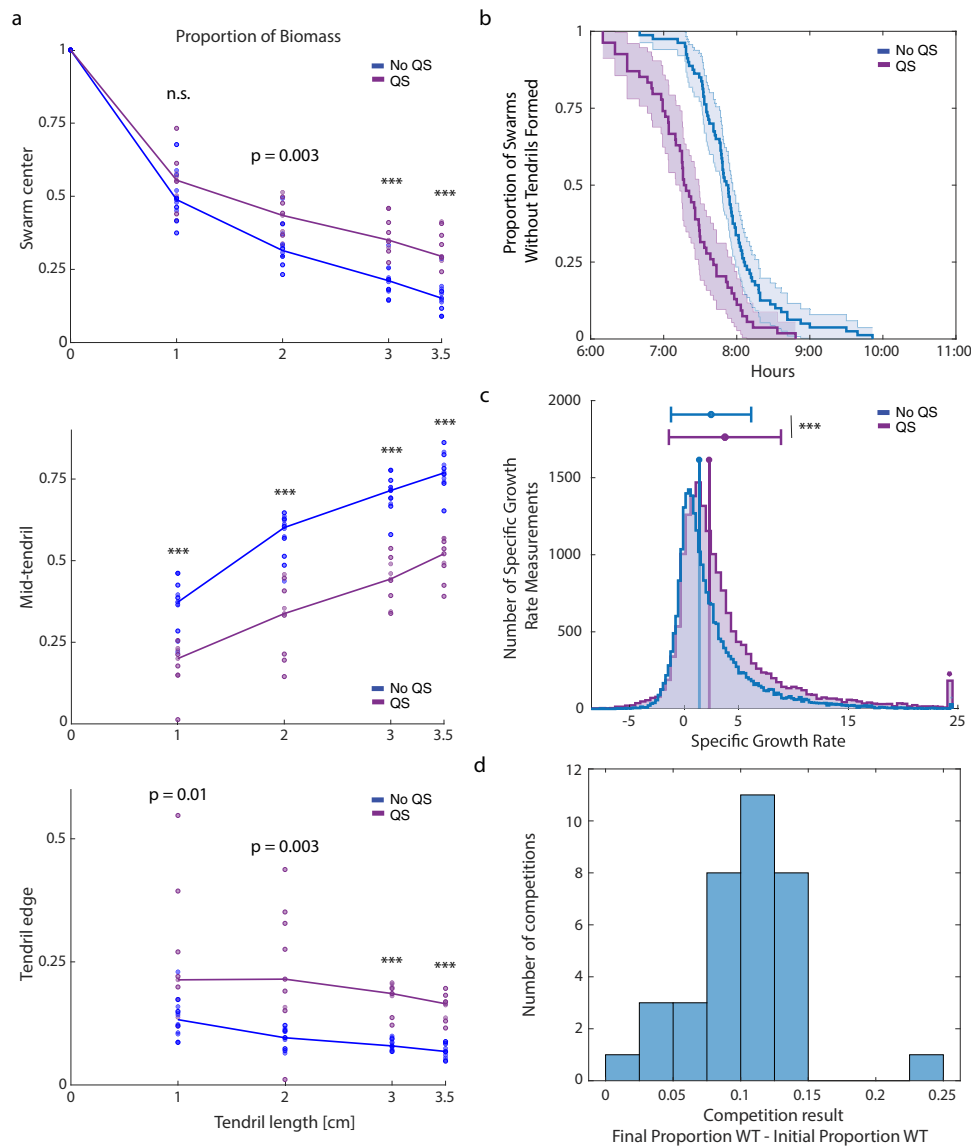 a
Proportion of Biomass
No QS
QS
n.s.
p = 0.003
***
***
Swarm center
1
0.75
0.5
0.25
0
0
1
2
3
3.5
***
***
***
***
Mid-tendril
0.75
0.5
0.25
0
No QS
QS
0
1
2
3
3.5
No QS
QS
p = 0.01
p = 0.003
***
***
Tendril edge
0.5
0.25
0
0
1
2
3
3.5
Tendril length [cm]
b
No QS
QS
Proportion of Swarms
Without Tendrils Formed
1
0.75
0.5
0.25
0
6:00
7:00
8:00
9:00
10:00
11:00
Hours
c
No QS
QS
***
Number of Specific Growth
Rate Measurements
2000
1500
1000
500
0
-5
0
5
15
25
Specific Growth Rate
d
Number of competitions
12
10
8
6
4
2
0
0
0.05
0.1
0.15
0.2
0.25
Competition result
Final Proportion WT - Initial Proportion WT